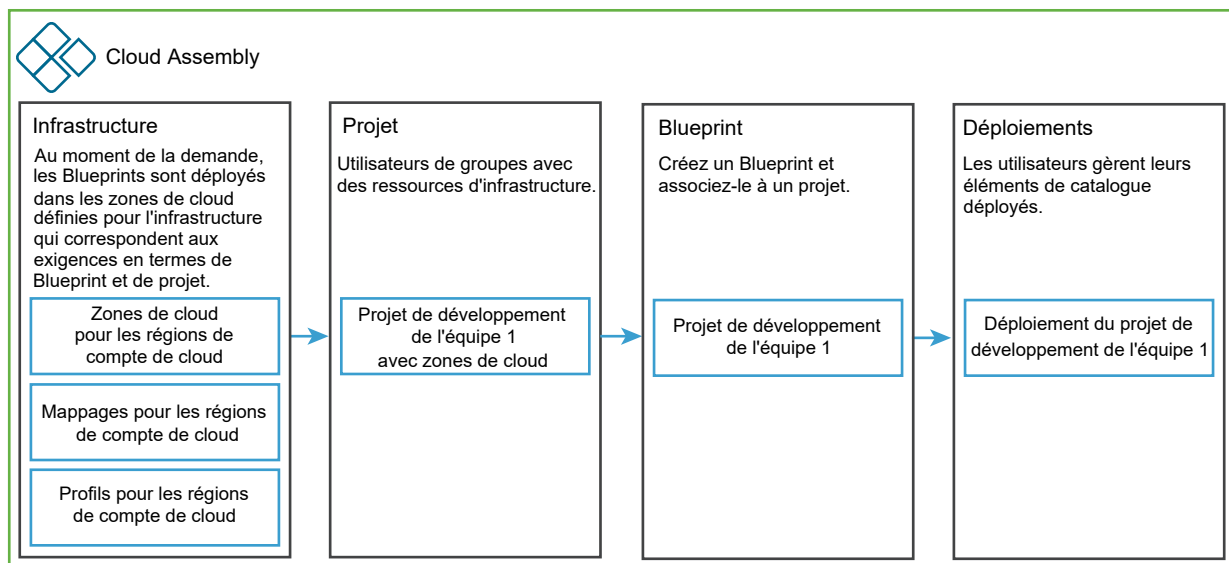 Cloud Assembly
Infrastructure
Au moment de la demande,
les Blueprints sont déployés
dans les zones de cloud
définies pour l'infrastructure
qui correspondent aux
exigences en termes de
Blueprint et de projet.
Zones de cloud
pour les régions de
compte de cloud
Mappages pour les régions
de compte de cloud
Profils pour les régions
de compte de cloud
Projet
Utilisateurs de groupes avec
des ressources d'infrastructure.
Projet de développement
de l'équipe 1
avec zones de cloud
Blueprint
Créez un Blueprint et
associez-le à un projet.
Projet de développement
de l'équipe 1
Déploiements
Les utilisateurs gèrent leurs
éléments de catalogue
déployés.
Déploiement du projet de
développement de l'équipe 1